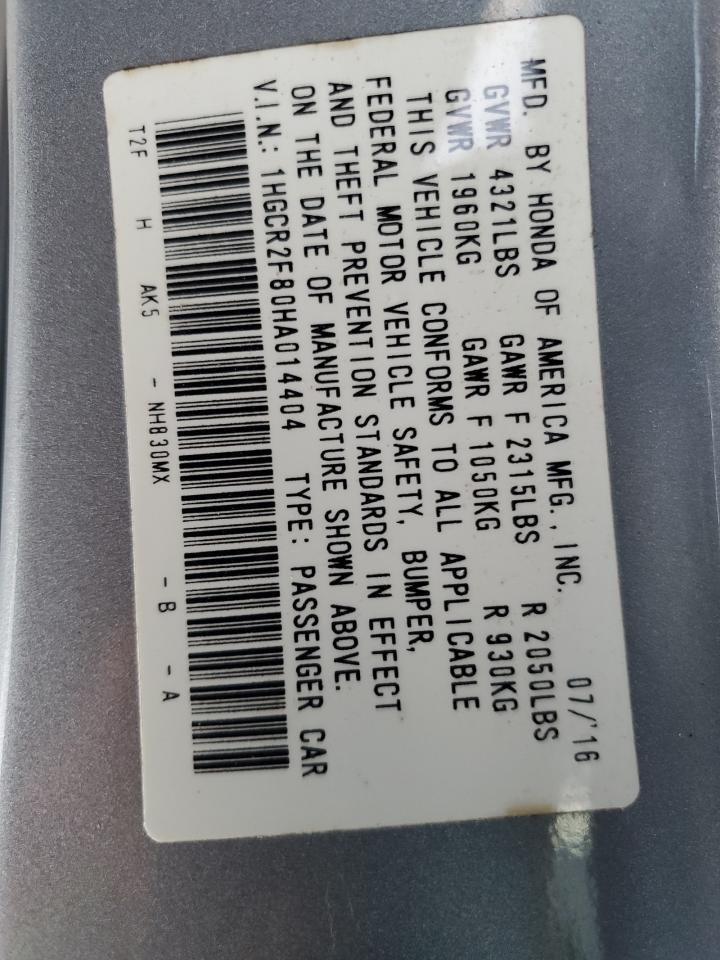 MFD. BY HONDA OF AMERICA MFG., INC. 07/'16
GVWR 4321LBS GAWR F 2315LBS R 2050LBS
GVWR 1960KG GAWR F 1050KG R 930KG
THIS VEHICLE CONFORMS TO ALL APPLICABLE
FEDERAL MOTOR VEHICLE SAFETY, BUMPER,
AND THEFT PREVENTION STANDARDS IN EFFECT
ON THE DATE OF MANUFACTURE SHOWN ABOVE.
V.I.N.: 1HGCR2F80HA014404 TYPE: PASSENGER CAR
T2F H AK5 - NH830MX - B - A